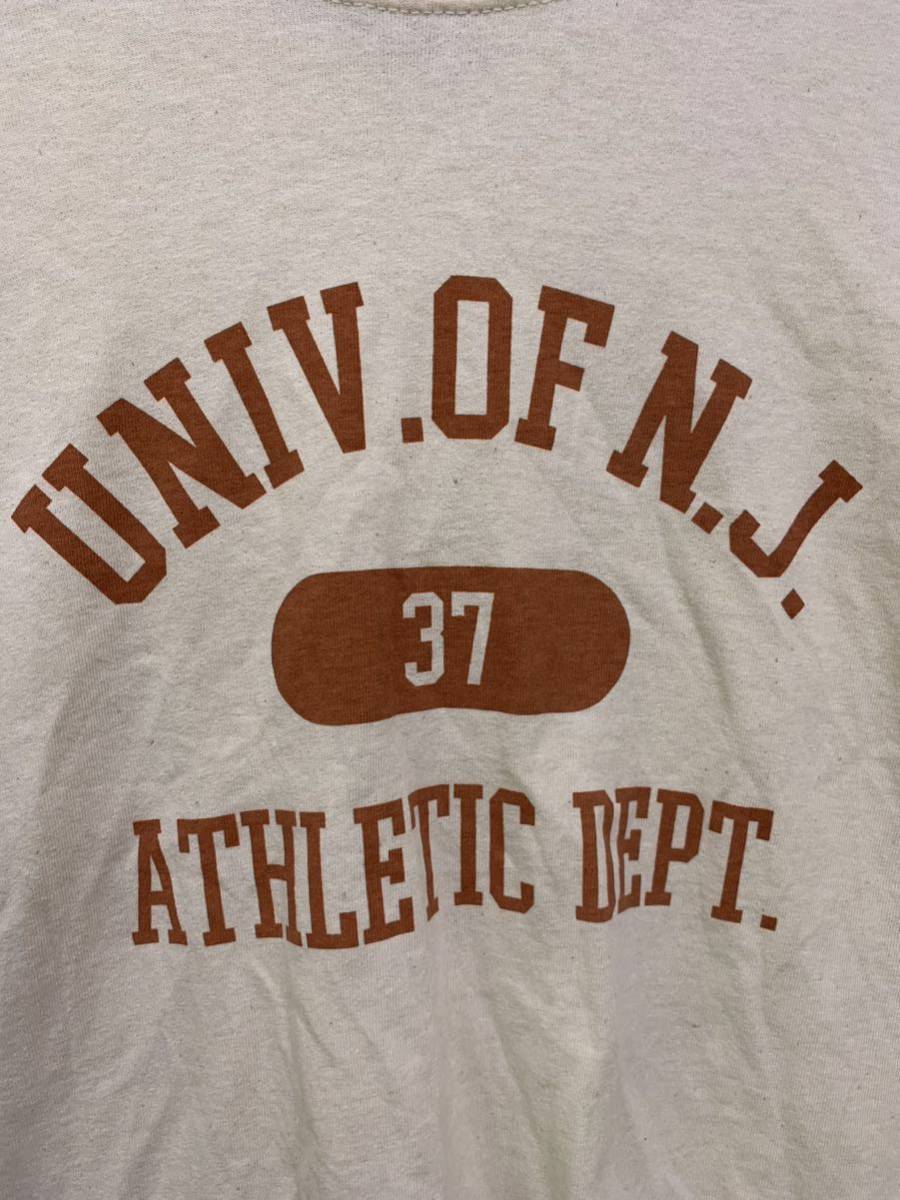 UNIV.OF N.J.
37
ATHLETIC DEPT.